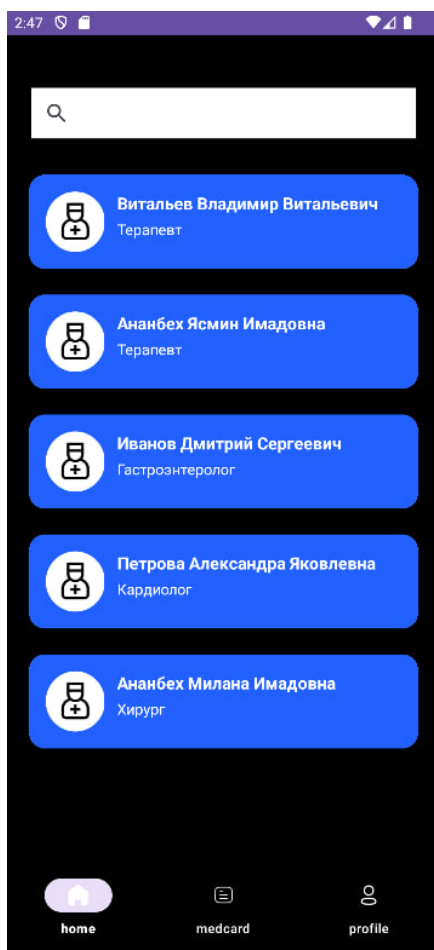 2:47
Витальев Владимир Витальевич
Терапевт
Ананбех Ясмин Имадовна
Терапевт
Иванов Дмитрий Сергеевич
Гастроэнтеролог
Петрова Александра Яковлевна
Кардиолог
Ананбех Милана Имадовна
Хирург
home medcard profile